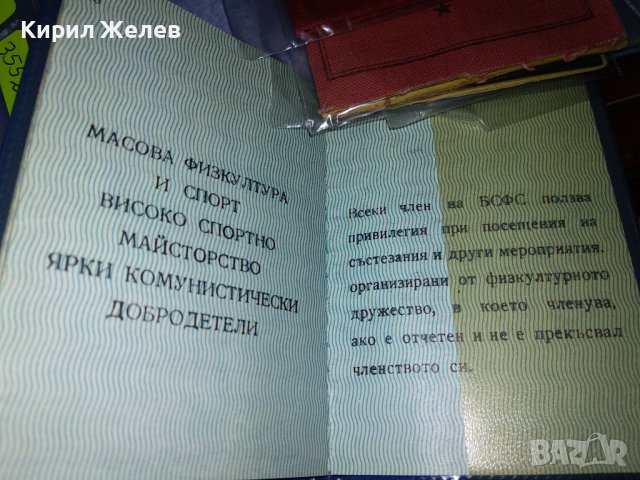 Кирил Желев
МАСОВА ФИЗКУЛТУРА
И СПОРТ
ВИСОКО СПОРТНО
МАЙСТОРСТВО
ЯРКИ КОМУНИСТИЧЕСКИ
ДОБРОДЕТЕЛИ
Всеки член на БСФС ползва
привилегия при посещения на
състезания и други мероприятия,
организирани от физкултурното
дружество, в което членува,
ако е отчетен и не е прекъсвал
членството си.
BAZAR